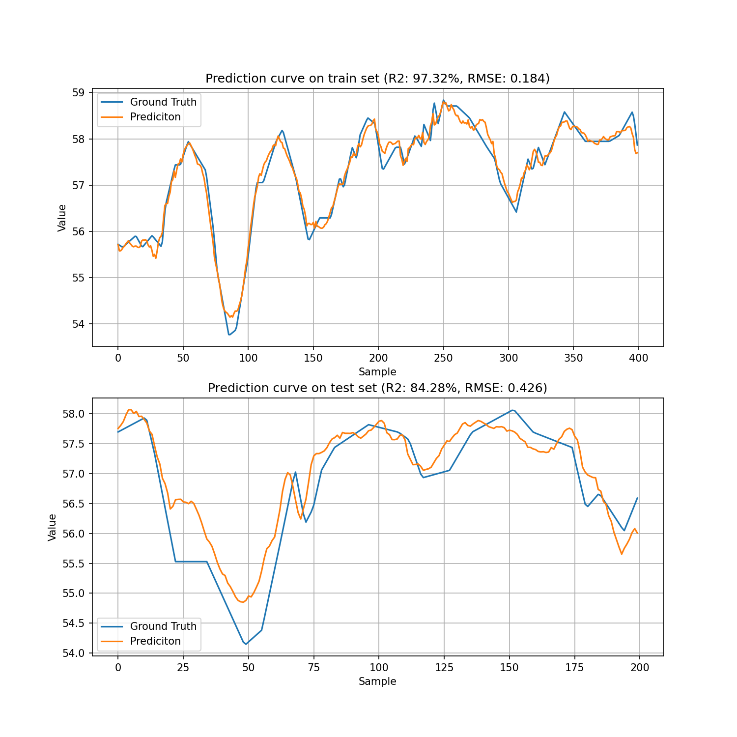 Prediction curve on train set (R2: 97.32%, RMSE: 0.184)
59
58
57
56
55
54
Value
Ground Truth
Prediciton
0 50 100 150 200 250 300 350 400
Sample
Prediction curve on test set (R2: 84.28%, RMSE: 0.426)
58.0
57.5
57.0
56.5
56.0
55.5
55.0
54.5
54.0
Value
Ground Truth
Prediciton
0 25 50 75 100 125 150 175 200
Sample